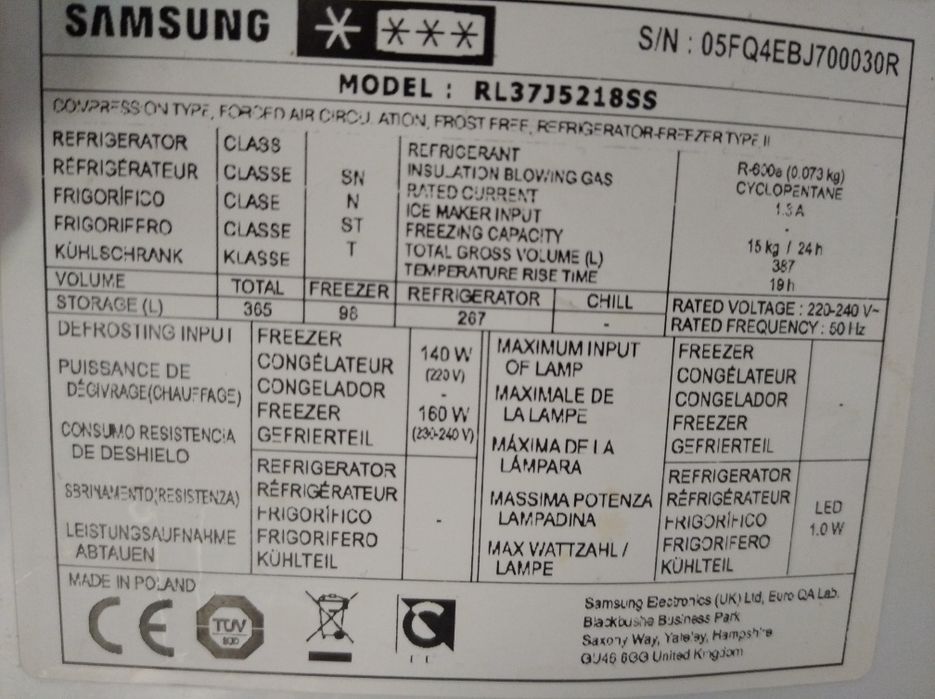 SAMSUNG * ***
S/N : 05FQ4EBJ700030R
MODEL : RL37J5218SS
COMPRESSION TYPE, FORCED AIR CIRCULATION, FROST FREE, REFRIGERATOR-FREEZER TYPE II
REFRIGERATOR CLASS
RÉFRIGÉRATEUR CLASSE SN
FRIGORÍFICO CLASE N
FRIGORIFFERO CLASSE ST
KÜHLSCHRANK KLASSE T
REFRIGERANT R-600a (0.073 kg)
INSULATION BLOWING GAS CYCLOPENTANE
RATED CURRENT 1.3 A
ICE MAKER INPUT -
FREEZING CAPACITY 15 kg / 24 h
TOTAL GROSS VOLUME (L) 387
TEMPERATURE RISE TIME 19 h
VOLUME TOTAL FREEZER REFRIGERATOR CHILL
STORAGE (L) 365 98 267 -
RATED VOLTAGE : 220-240 V~
RATED FREQUENCY : 50 Hz
DEFROSTING INPUT
PUISSANCE DE
DÉGIVRAGE(CHAUFFAGE)
CONSUMO RESISTENCIA
DE DESHIELO
SBRINAMENTO(RESISTENZA)
LEISTUNGSAUFNAHME
ABTAUEN
FREEZER
CONGÉLATEUR
CONGELADOR
FREEZER
GEFRIERTEIL
140 W
(220 V)
-
160 W
(230-240 V)
REFRIGERATOR
RÉFRIGÉRATEUR
FRIGORÍFICO
FRIGORIFERO
KÜHLTEIL
-
MAXIMUM INPUT
OF LAMP
MAXIMALE DE
LA LAMPE
MÁXIMA DE LA
LÁMPARA
MASSIMA POTENZA
LAMPADINA
MAX WATTZAHL /
LAMPE
FREEZER
CONGÉLATEUR
CONGELADOR
FREEZER
GEFRIERTEIL
-
REFRIGERATOR
RÉFRIGÉRATEUR
FRIGORÍFICO
FRIGORIFERO
KÜHLTEIL
LED
1.0 W
MADE IN POLAND
CE
TÜV
Samsung Electronics (UK) Ltd, Euro QA Lab.
Blackbushe Business Park
Saxony Way, Yateley, Hampshire
GU46 6GG United Kingdom